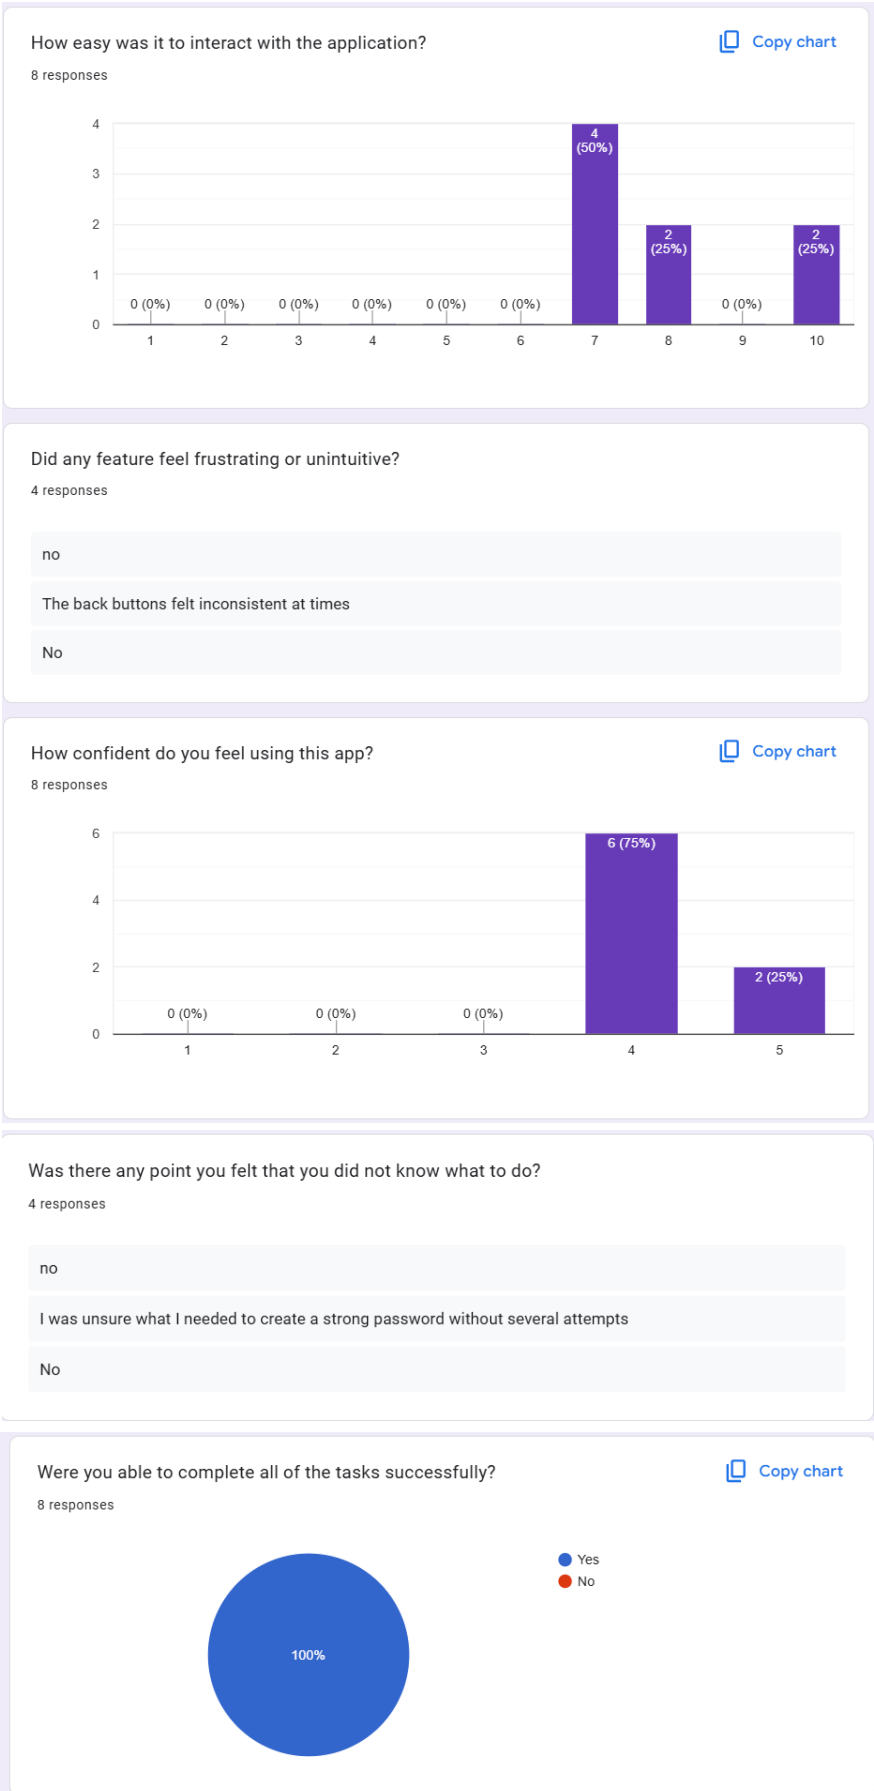 How easy was it to interact with the application?
Copy chart
8 responses
4
3
2
1
0
0 (0%)
0 (0%)
0 (0%)
0 (0%)
0 (0%)
0 (0%)
4
(50%)
2
(25%)
0 (0%)
2
(25%)
1
2
3
4
5
6
7
8
9
10
Did any feature feel frustrating or unintuitive?
4 responses
no
The back buttons felt inconsistent at times
No
How confident do you feel using this app?
Copy chart
8 responses
6
4
2
0
0 (0%)
0 (0%)
0 (0%)
6 (75%)
2 (25%)
1
2
3
4
5
Was there any point you felt that you did not know what to do?
4 responses
no
I was unsure what I needed to create a strong password without several attempts
No
Were you able to complete all of the tasks successfully?
Copy chart
8 responses
Yes
No
100%